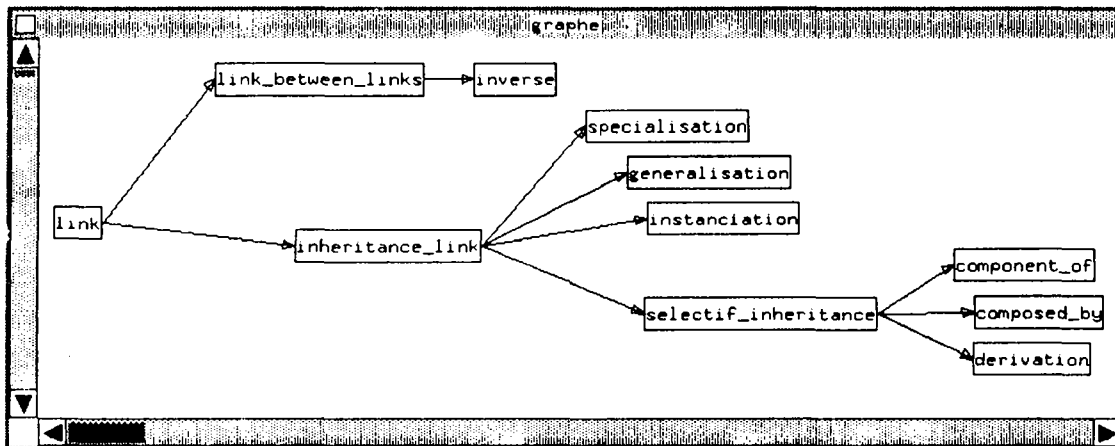 graphe
link_between_links
inverse
specialisation
generalisation
link
instanciation
inheritance_link
component_of
selectif_inheritance
composed_by
derivation